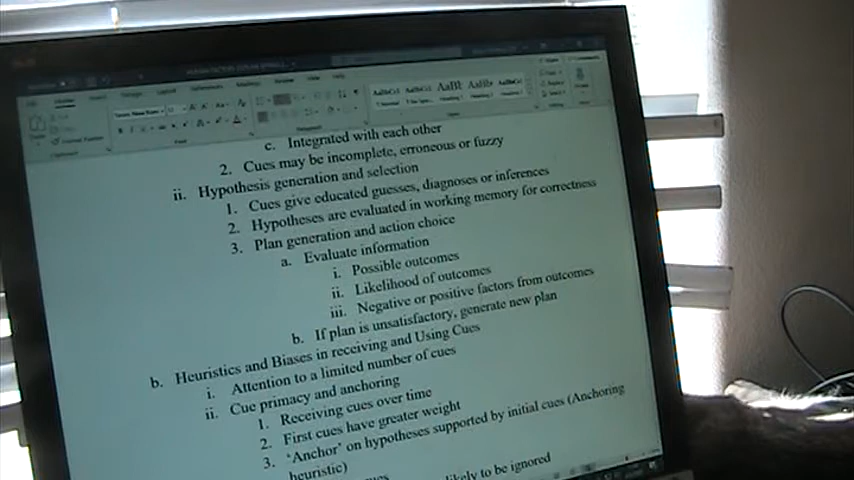 AaBbCcI AaBbCcI AaBb AaBb AaBbCcI
c. Integrated with each other
2. Cues may be incomplete, erroneous or fuzzy
ii. Hypothesis generation and selection
1. Cues give educated guesses, diagnoses or inferences
2. Hypotheses are evaluated in working memory for correctness
3. Plan generation and action choice
a. Evaluate information
i. Possible outcomes
ii. Likelihood of outcomes
iii. Negative or positive factors from outcomes
b. If plan is unsatisfactory, generate new plan
b. Heuristics and Biases in receiving and Using Cues
i. Attention to a limited number of cues
ii. Cue primacy and anchoring
1. Receiving cues over time
2. First cues have greater weight
3. ‘Anchor’ on hypotheses supported by initial cues (Anchoring
heuristic)
likely to be ignored